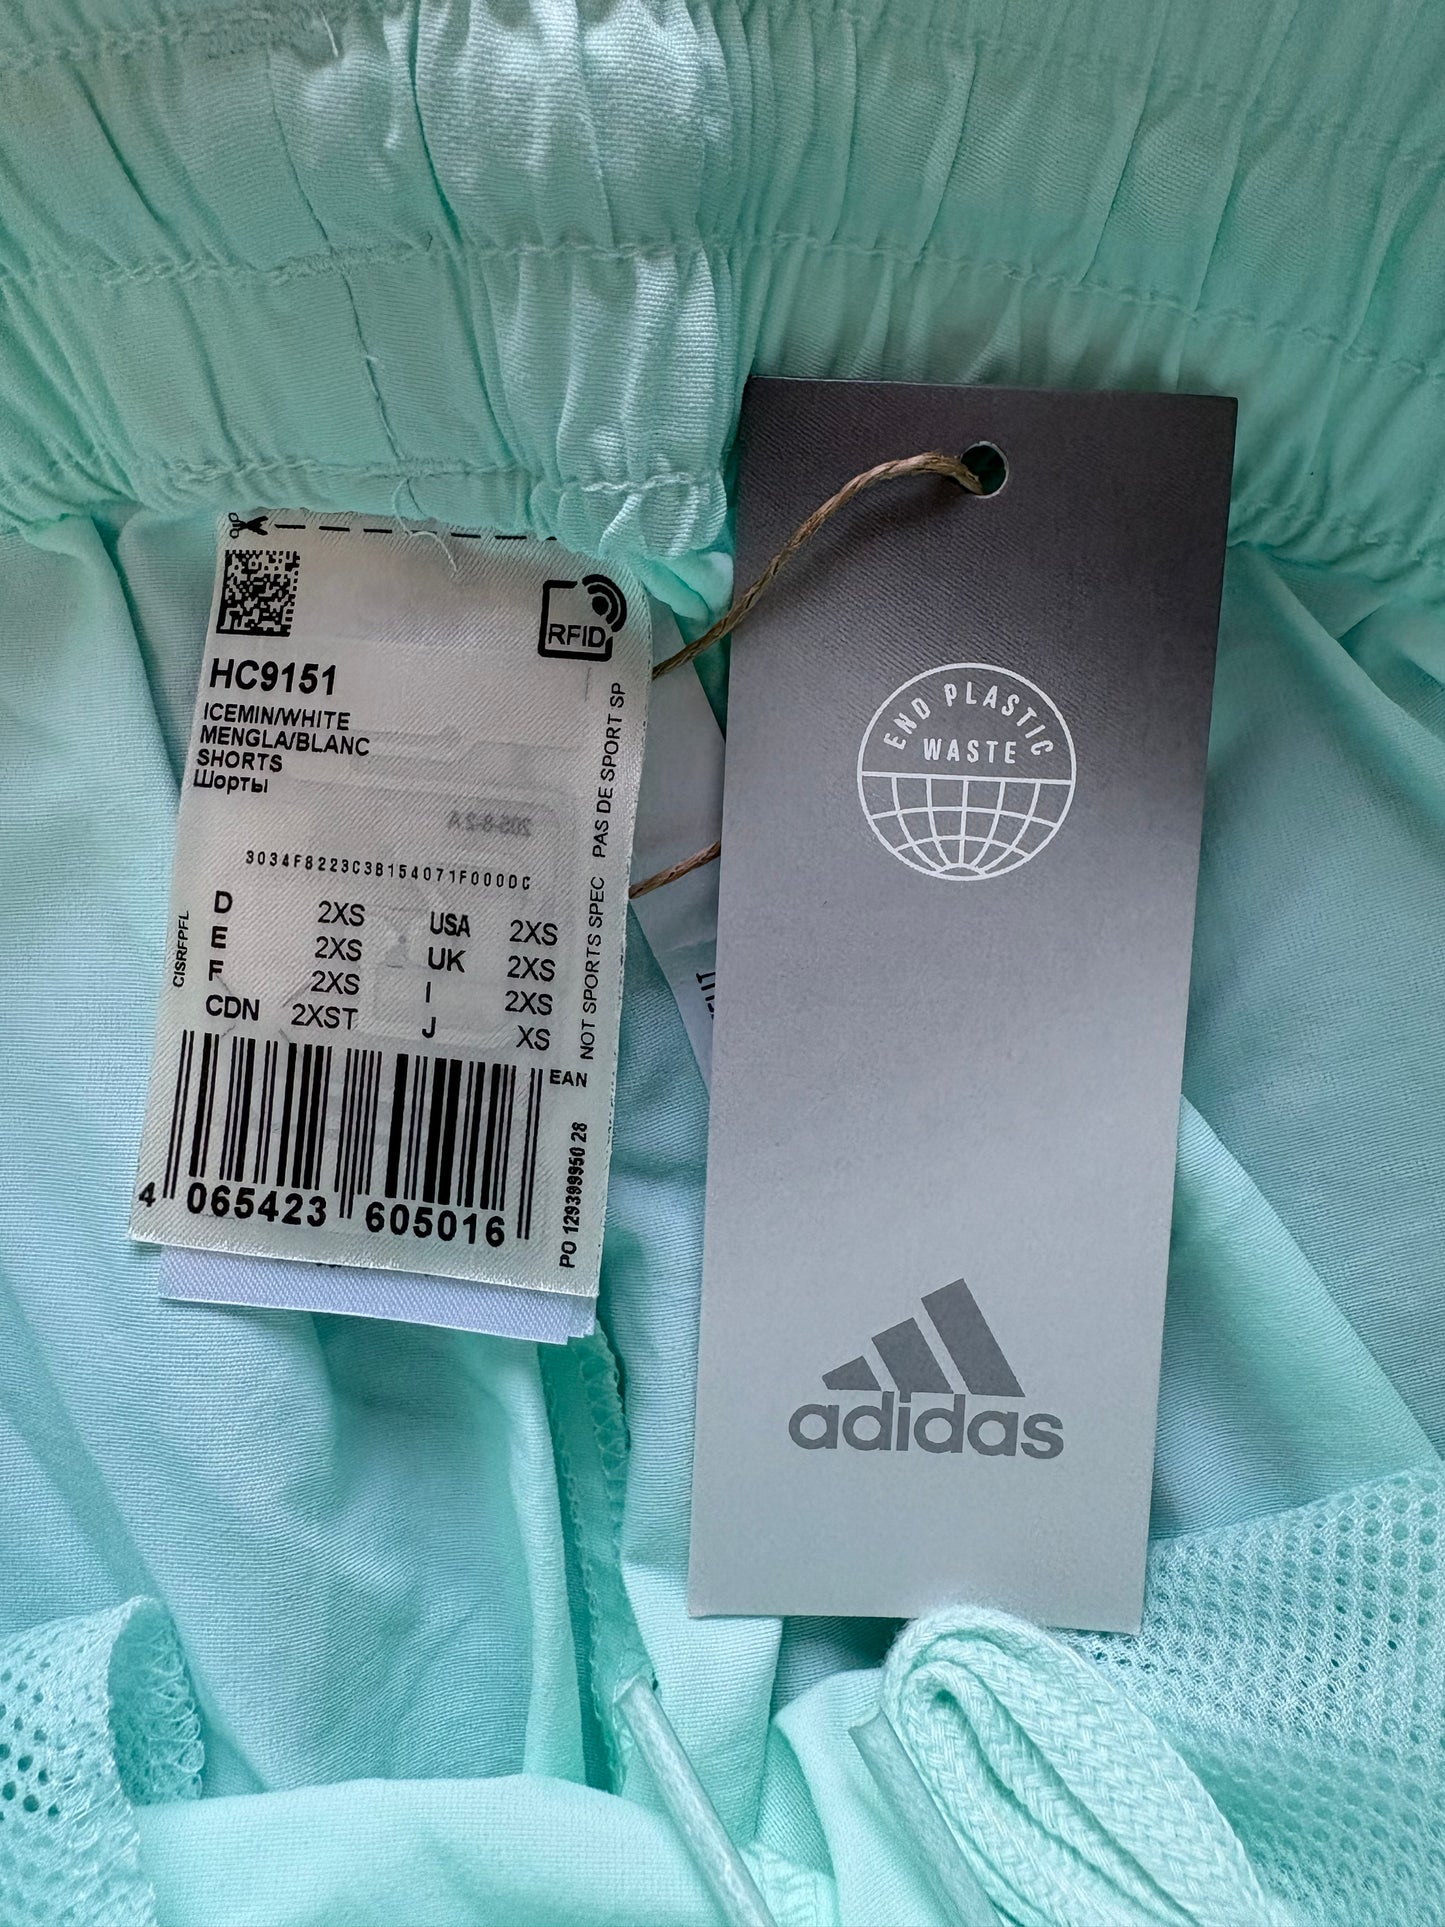 RFID
HC9151
ICEMIN/WHITE
MENGLA/BLANC
SHORTS
Шорты
3034F8223C3B154071F000DC
D 2XS USA 2XS
E 2XS UK 2XS
F 2XS I 2XS
CDN 2XST J XS
CISRFPFL
NOT SPORTS SPEC PAS DE SPORT SP
EAN
4 065423 605016
PO 129399950 28
END PLASTIC
WASTE
adidas